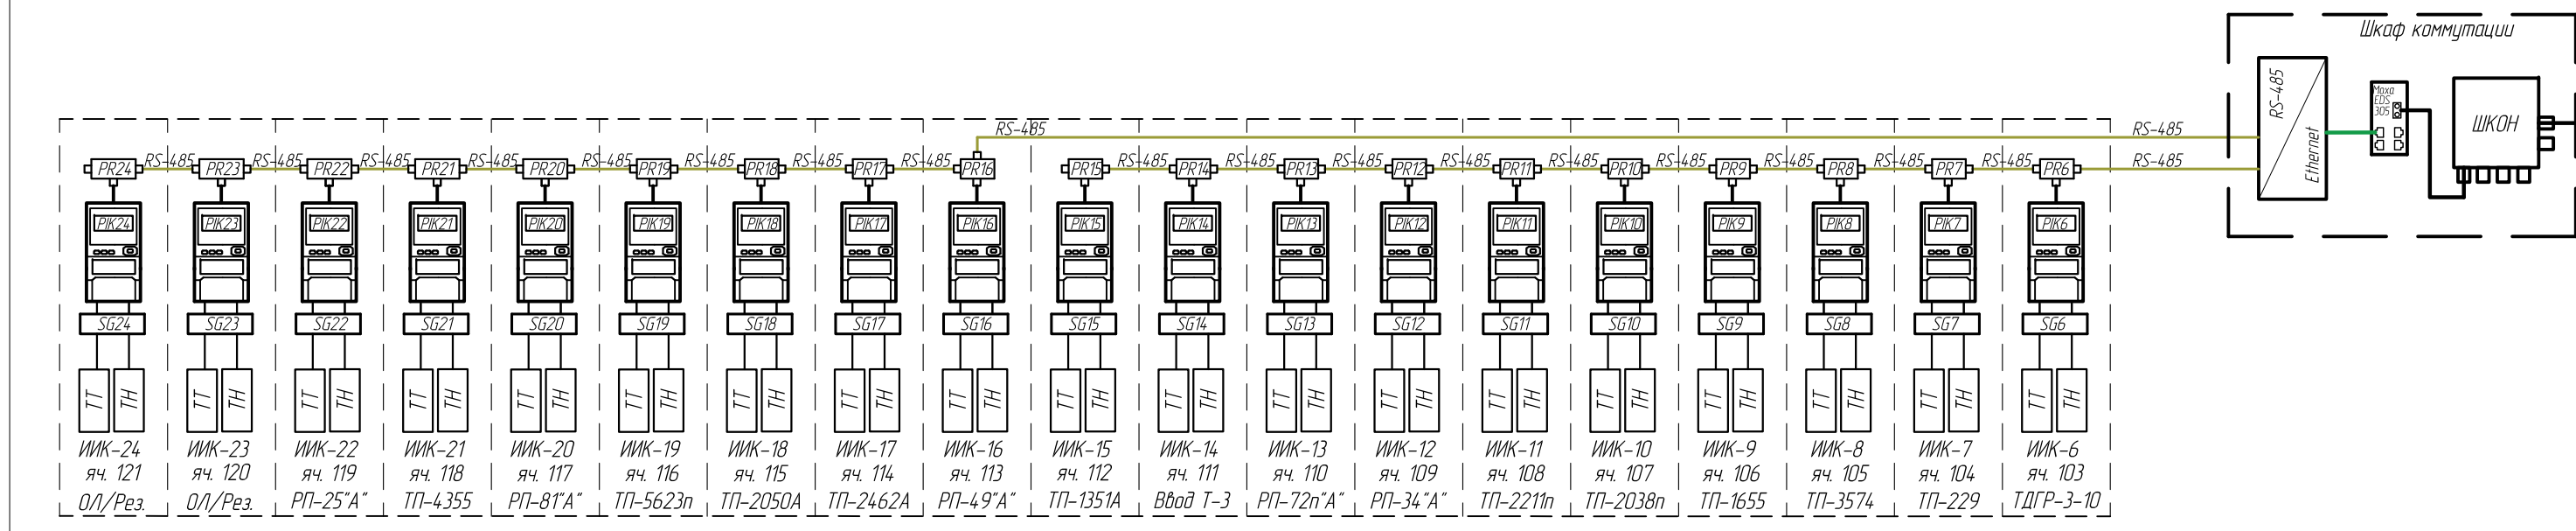 Шкаф коммутации
RS-485
Ethernet
Moxa
EDS
305
ШКОН
RS-485 RS-485
PR24 RS-485 PR23 RS-485 PR22 RS-485 PR21 RS-485 PR20 RS-485 PR19 RS-485 PR18 RS-485 PR17 RS-485 PR16 PR15 RS-485 PR14 RS-485 PR13 RS-485 PR12 RS-485 PR11 RS-485 PR10 RS-485 PR9 RS-485 PR8 RS-485 PR7 RS-485 PR6 RS-485
PIK24 PIK23 PIK22 PIK21 PIK20 PIK19 PIK18 PIK17 PIK16 PIK15 PIK14 PIK13 PIK12 PIK11 PIK10 PIK9 PIK8 PIK7 PIK6
SG24 SG23 SG22 SG21 SG20 SG19 SG18 SG17 SG16 SG15 SG14 SG13 SG12 SG11 SG10 SG9 SG8 SG7 SG6
ТТ ТН ТТ ТН ТТ ТН ТТ ТН ТТ ТН ТТ ТН ТТ ТН ТТ ТН ТТ ТН ТТ ТН ТТ ТН ТТ ТН ТТ ТН ТТ ТН ТТ ТН ТТ ТН ТТ ТН ТТ ТН ТТ ТН
ИИК-24 ИИК-23 ИИК-22 ИИК-21 ИИК-20 ИИК-19 ИИК-18 ИИК-17 ИИК-16 ИИК-15 ИИК-14 ИИК-13 ИИК-12 ИИК-11 ИИК-10 ИИК-9 ИИК-8 ИИК-7 ИИК-6
яч. 121 яч. 120 яч. 119 яч. 118 яч. 117 яч. 116 яч. 115 яч. 114 яч. 113 яч. 112 яч. 111 яч. 110 яч. 109 яч. 108 яч. 107 яч. 106 яч. 105 яч. 104 яч. 103
ОЛ/Рез. ОЛ/Рез. РП-25"А" ТП-4355 РП-81"А" ТП-5623п ТП-2050А ТП-2462А РП-49"А" ТП-1351А Ввод Т-3 РП-72п"А" РП-34"А" ТП-2211п ТП-2038п ТП-1655 ТП-3574 ТП-229 ТДГР-3-10